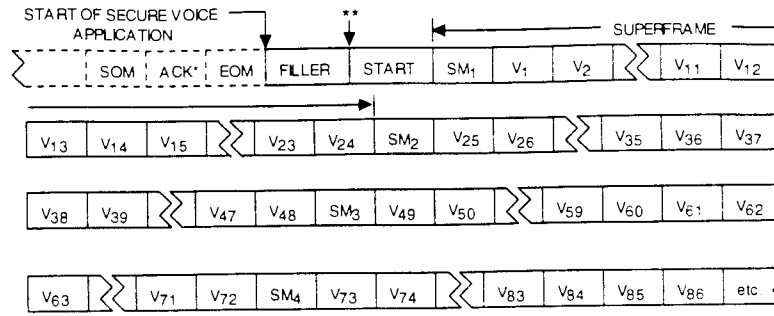 START OF SECURE VOICE
APPLICATION
**
SUPERFRAME
SOM ACK* EOM FILLER START SM1 V1 V2 V11 V12
V13 V14 V15 V23 V24 SM2 V25 V26 V35 V36 V37
V38 V39 V47 V48 SM3 V49 V50 V59 V60 V61 V62
V63 V71 V72 SM4 V73 V74 V83 V84 V85 V86 etc.